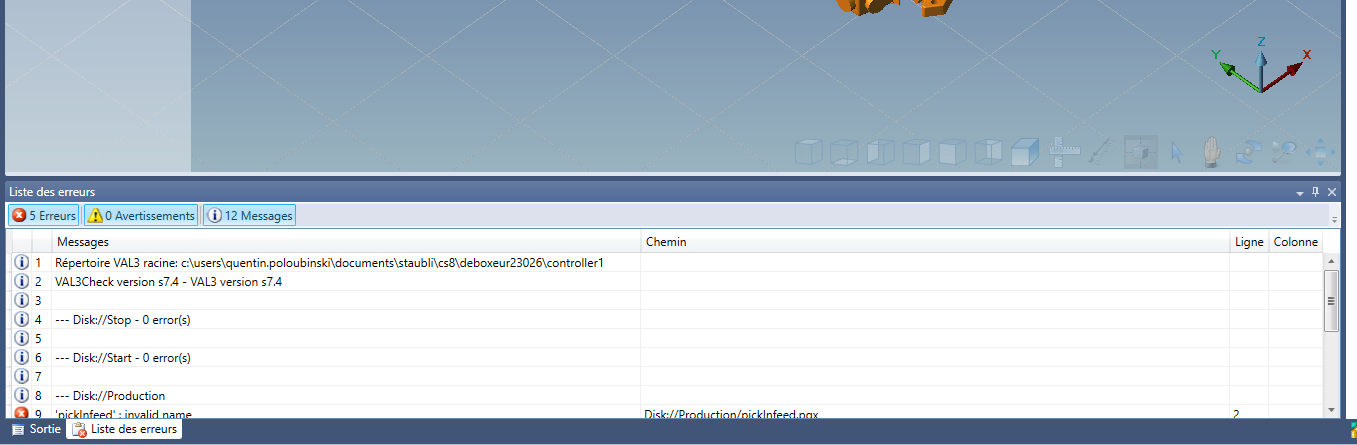 Z
Y
X
Liste des erreurs
5 Erreurs
0 Avertissements
12 Messages
Messages
Chemin
Ligne
Colonne
1 Répertoire VAL3 racine: c:\users\quentin.poloubinski\documents\staubli\cs8\deboxeur23026\controller1
2 VAL3Check version s7.4 - VAL3 version s7.4
3
4 --- Disk://Stop - 0 error(s)
5
6 --- Disk://Start - 0 error(s)
7
8 --- Disk://Production
9 'pickInfeed' : invalid name Disk://Production/pickInfeed.pgx 2
Sortie
Liste des erreurs